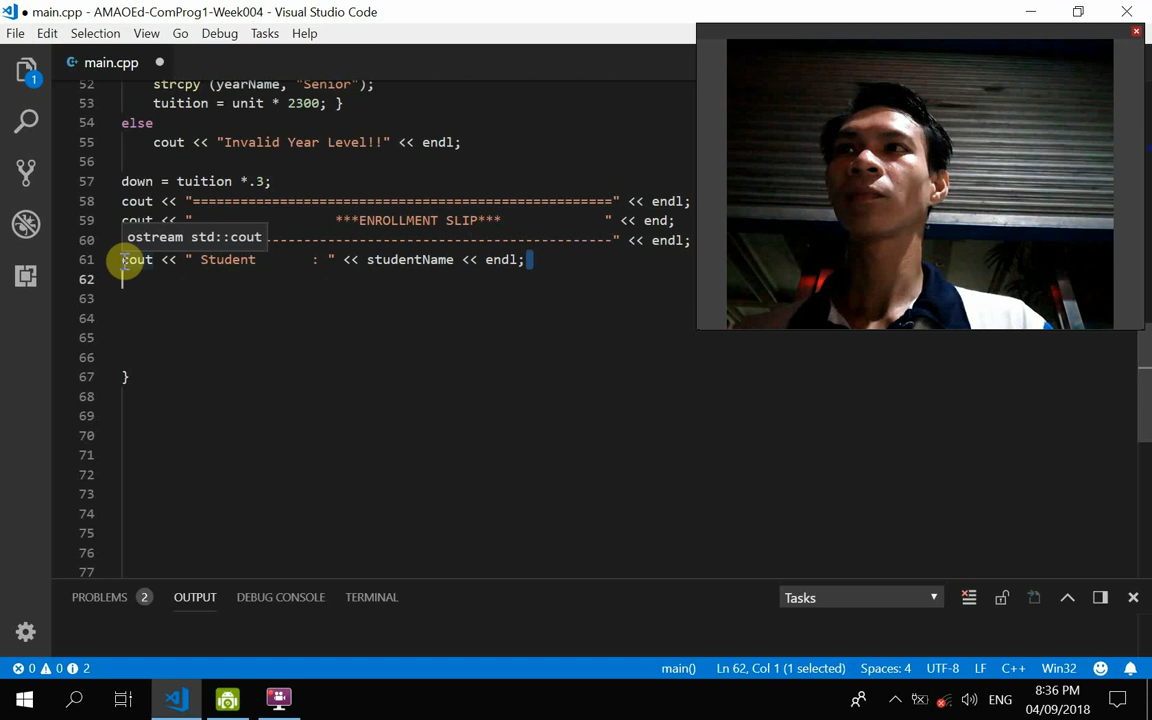 ● main.cpp - AMAOEd-ComProg1-Week004 - Visual Studio Code
File Edit Selection View Go Debug Tasks Help
main.cpp
1
52 strcpy (yearName, "Senior");
53 tuition = unit * 2300; }
54 else
55 cout << "Invalid Year Level!!" << endl;
56
57 down = tuition *.3;
58 cout << "======================================================" << endl;
59 cout << " ***ENROLLMENT SLIP*** " << end;
ostream std::cout
60 --------------------------------------------" << endl;
61 cout << " Student : " << studentName << endl;
62
63
64
65
66
67 }
68
69
70
71
72
73
74
75
76
77
PROBLEMS 2 OUTPUT DEBUG CONSOLE TERMINAL Tasks
0 0 2 main() Ln 62, Col 1 (1 selected) Spaces: 4 UTF-8 LF C++ Win32
ENG 8:36 PM
04/09/2018